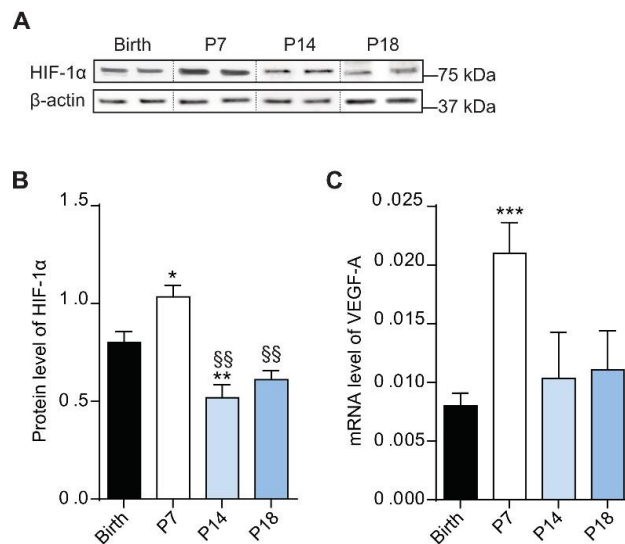 A
Birth P7 P14 P18
HIF-1α
75 kDa
β-actin
37 kDa
B
Protein level of HIF-1α
1.5
1.0
0.5
0.0
*
§§
**
§§
Birth P7 P14 P18
C
mRNA level of VEGF-A
0.025
0.020
0.015
0.010
0.005
0.000
***
Birth P7 P14 P18